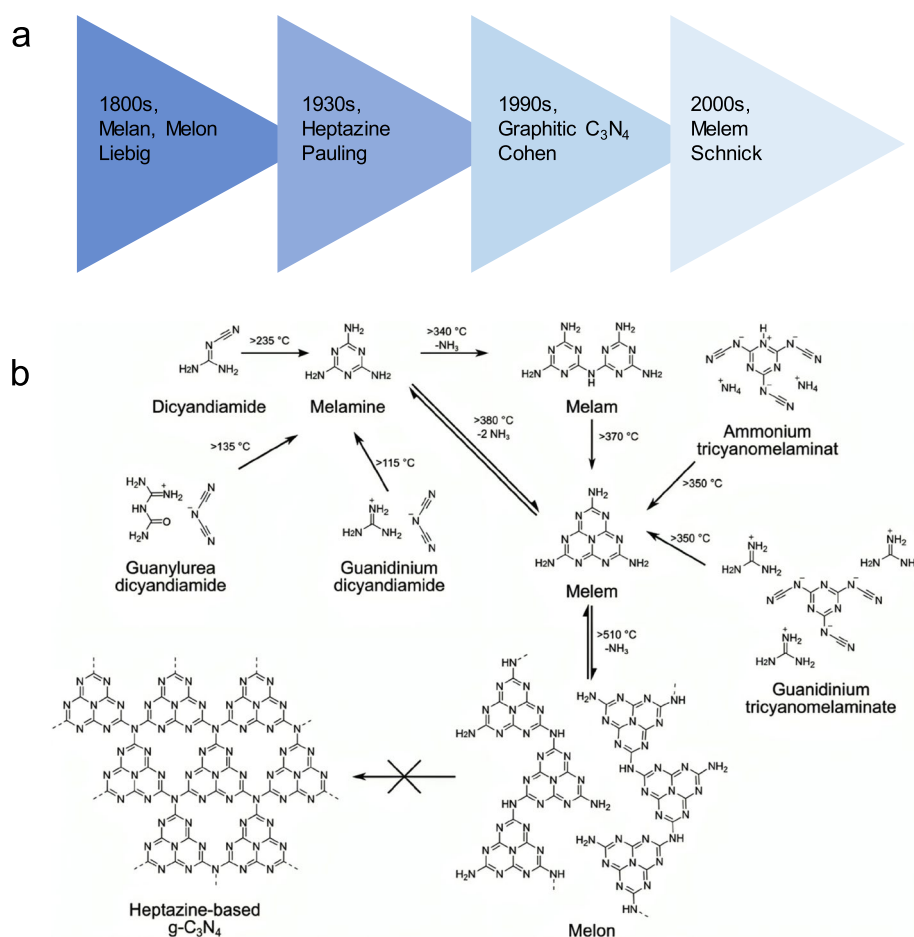 a
1800s,
Melan, Melon
Liebig
1930s,
Heptazine
Pauling
1990s,
Graphitic C₃N₄
Cohen
2000s,
Melem
Schnick
b
>235 °C
Dicyandiamide
Melamine
>340 °C
-NH₃
Melam
Ammonium
tricyanomelaminat
>135 °C
>115 °C
>380 °C
-2 NH₃
>370 °C
>350 °C
Guanylurea
dicyandiamide
Guanidinium
dicyandiamide
Melem
>350 °C
>510 °C
-NH₃
Guanidinium
tricyanomelaminate
Heptazine-based
g-C₃N₄
Melon